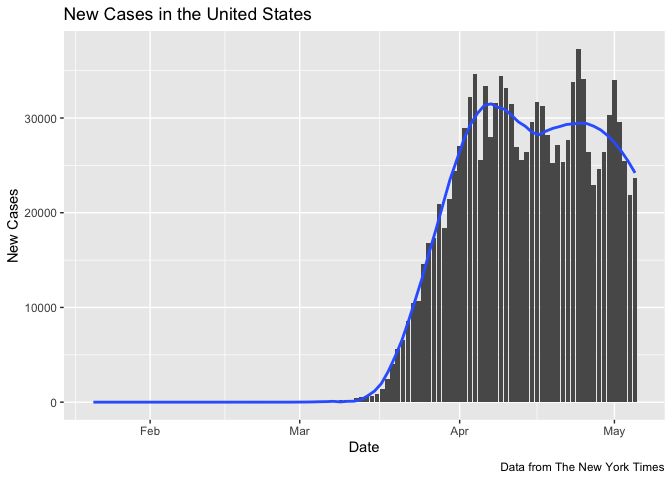 New Cases in the United States
30000
20000
10000
0
New Cases
Feb
Mar
Apr
May
Date
Data from The New York Times